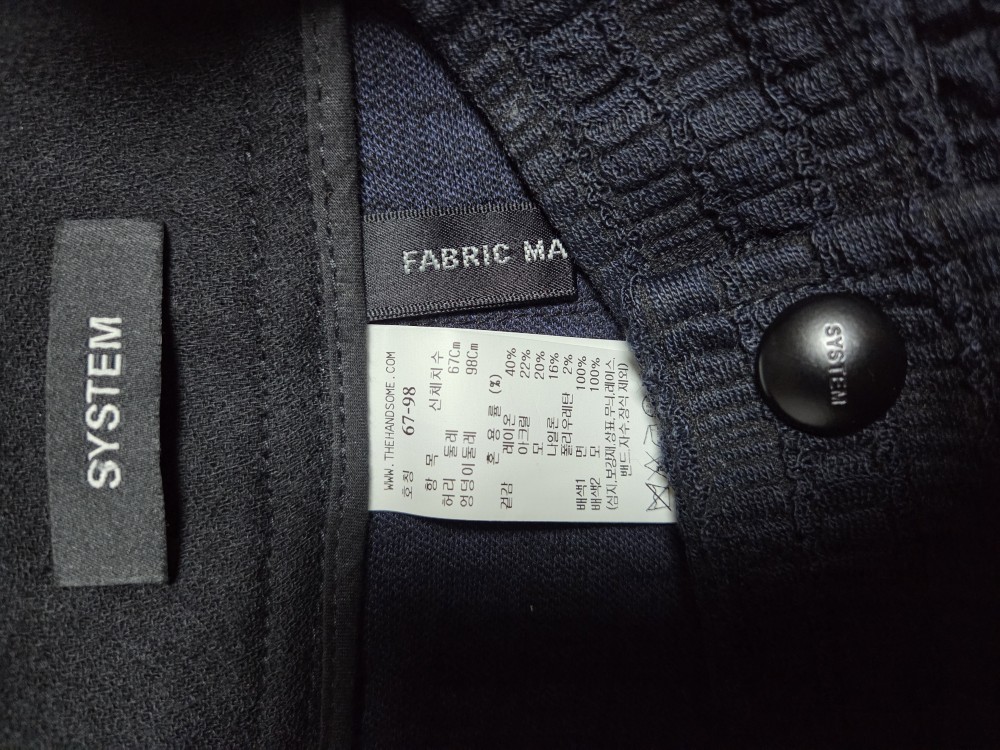 SYSTEM
FABRIC MA
WWW.THEHANDSOME.COM
호칭 67-98
항 목 신체치수
허리 둘레 67Cm
엉덩이둘레 98Cm
혼 용 률 (%)
겉감 레이온 40%
아크릴 22%
모 20%
나일론 16%
폴리우레탄 2%
배색1 면 100%
배색2 모 100%
(심지,보강재,상표,무늬,레이스,
밴드,자수,장식 제외)
SYSTEM